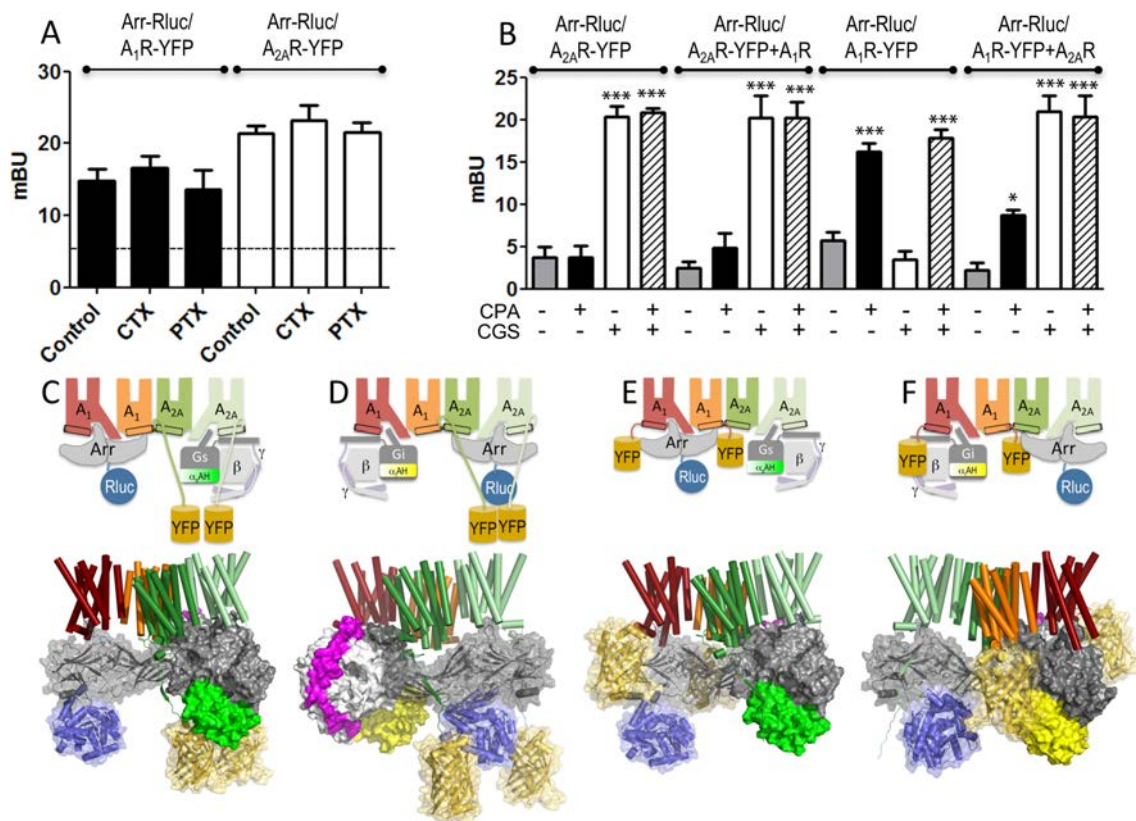 A
Arr-Rluc/ Arr-Rluc/
A₁R-YFP A₂AR-YFP
30
20
10
0
mBU
Control CTX PTX Control CTX PTX
B
Arr-Rluc/ Arr-Rluc/ Arr-Rluc/ Arr-Rluc/
A₂AR-YFP A₂AR-YFP+A₁R A₁R-YFP A₁R-YFP+A₂AR
25
20
15
10
5
0
mBU
*** *** *** *** *** *** * *** ***
CPA - + - + - + - + - + - + - + - +
CGS - - + + - - + + - - + + - - + +
C
A₁ A₁ A₂A A₂A
Arr Gs γ
αsAH β
Rluc γ
YFP YFP
D
A₁ A₁ A₂A A₂A
γ Gi Arr
β αiAH
γ Rluc
YFP YFP
E
A₁ A₁ A₂A A₂A
YFP Arr YFP Gs γ
αsAH β
Rluc γ
F
A₁ A₁ A₂A A₂A
YFP Gi YFP Arr
β αiAH
γ Rluc